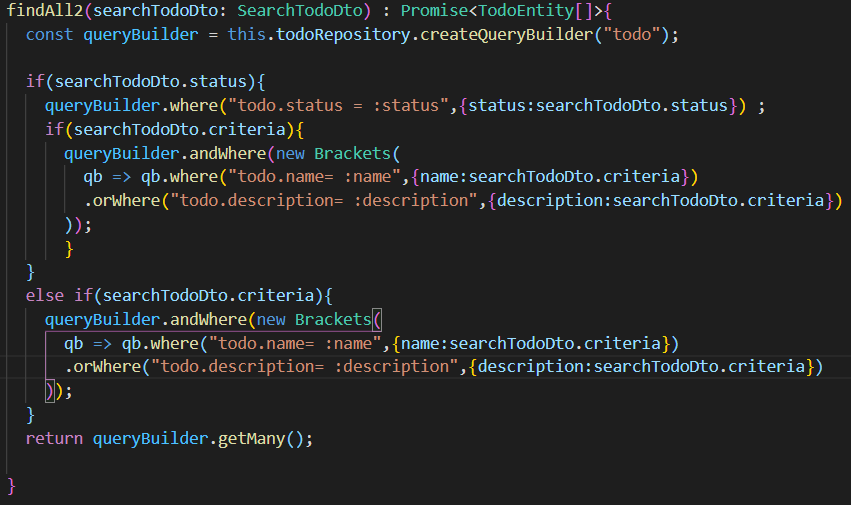 findAll2(searchTodoDto: SearchTodoDto) : Promise<TodoEntity[]>{
const queryBuilder = this.todoRepository.createQueryBuilder("todo");
if(searchTodoDto.status){
queryBuilder.where("todo.status = :status",{status:searchTodoDto.status}) ;
if(searchTodoDto.criteria){
queryBuilder.andWhere(new Brackets(
qb => qb.where("todo.name= :name",{name:searchTodoDto.criteria})
.orWhere("todo.description= :description",{description:searchTodoDto.criteria})
));
}
}
else if(searchTodoDto.criteria){
queryBuilder.andWhere(new Brackets(
qb => qb.where("todo.name= :name",{name:searchTodoDto.criteria})
.orWhere("todo.description= :description",{description:searchTodoDto.criteria})
));
}
return queryBuilder.getMany();
}